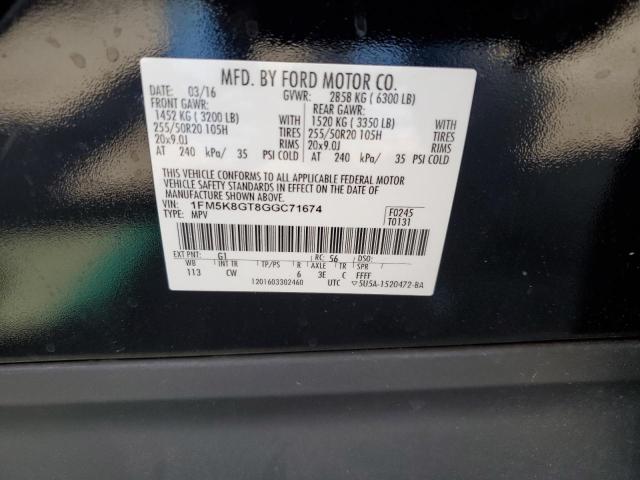 MFD. BY FORD MOTOR CO.
DATE: 03/16 GVWR: 2858 KG ( 6300 LB)
FRONT GAWR: REAR GAWR:
1452 KG ( 3200 LB) WITH 1520 KG ( 3350 LB) WITH
255/50R20 105H TIRES 255/50R20 105H TIRES
20x9.0J RIMS 20x9.0J RIMS
AT 240 kPa/ 35 PSI COLD AT 240 kPa/ 35 PSI COLD
THIS VEHICLE CONFORMS TO ALL APPLICABLE FEDERAL MOTOR
VEHICLE SAFETY STANDARDS IN EFFECT ON THE DATE OF
MANUFACTURE SHOWN ABOVE.
VIN: 1FM5K8GT8GGC71674 F0245
TYPE: MPV T0131
EXT PNT: G1 RC: 56 DSO:
WB INT TR TP/PS R AXLE TR SPR
113 CW 6 3E C FFFF
1201603302460 UTC ▽5U5A-1520472-BA